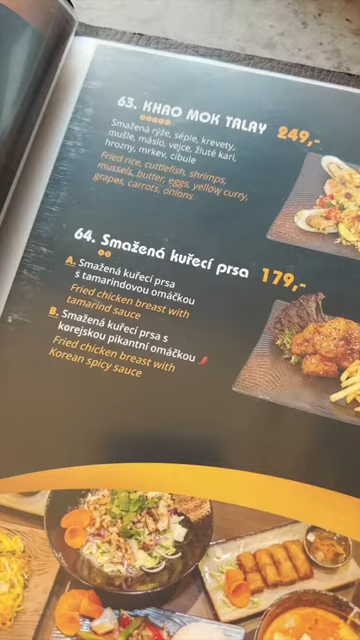 63. KHAO MOK TALAY 249,-
Smažená rýže, sépie, krevety,
mušle, máslo, vejce, žluté kari,
hrozny, mrkev, cibule
Fried rice, cuttlefish, shrimps,
mussels, butter, eggs, yellow curry,
grapes, carrots, onions.
64. Smažená kuřecí prsa 179,-
A. Smažená kuřecí prsa
s tamarindovou omáčkou
Fried chicken breast with
tamarind sauce
B. Smažená kuřecí prsa s
korejskou pikantní omáčkou
Fried chicken breast with
Korean spicy sauce